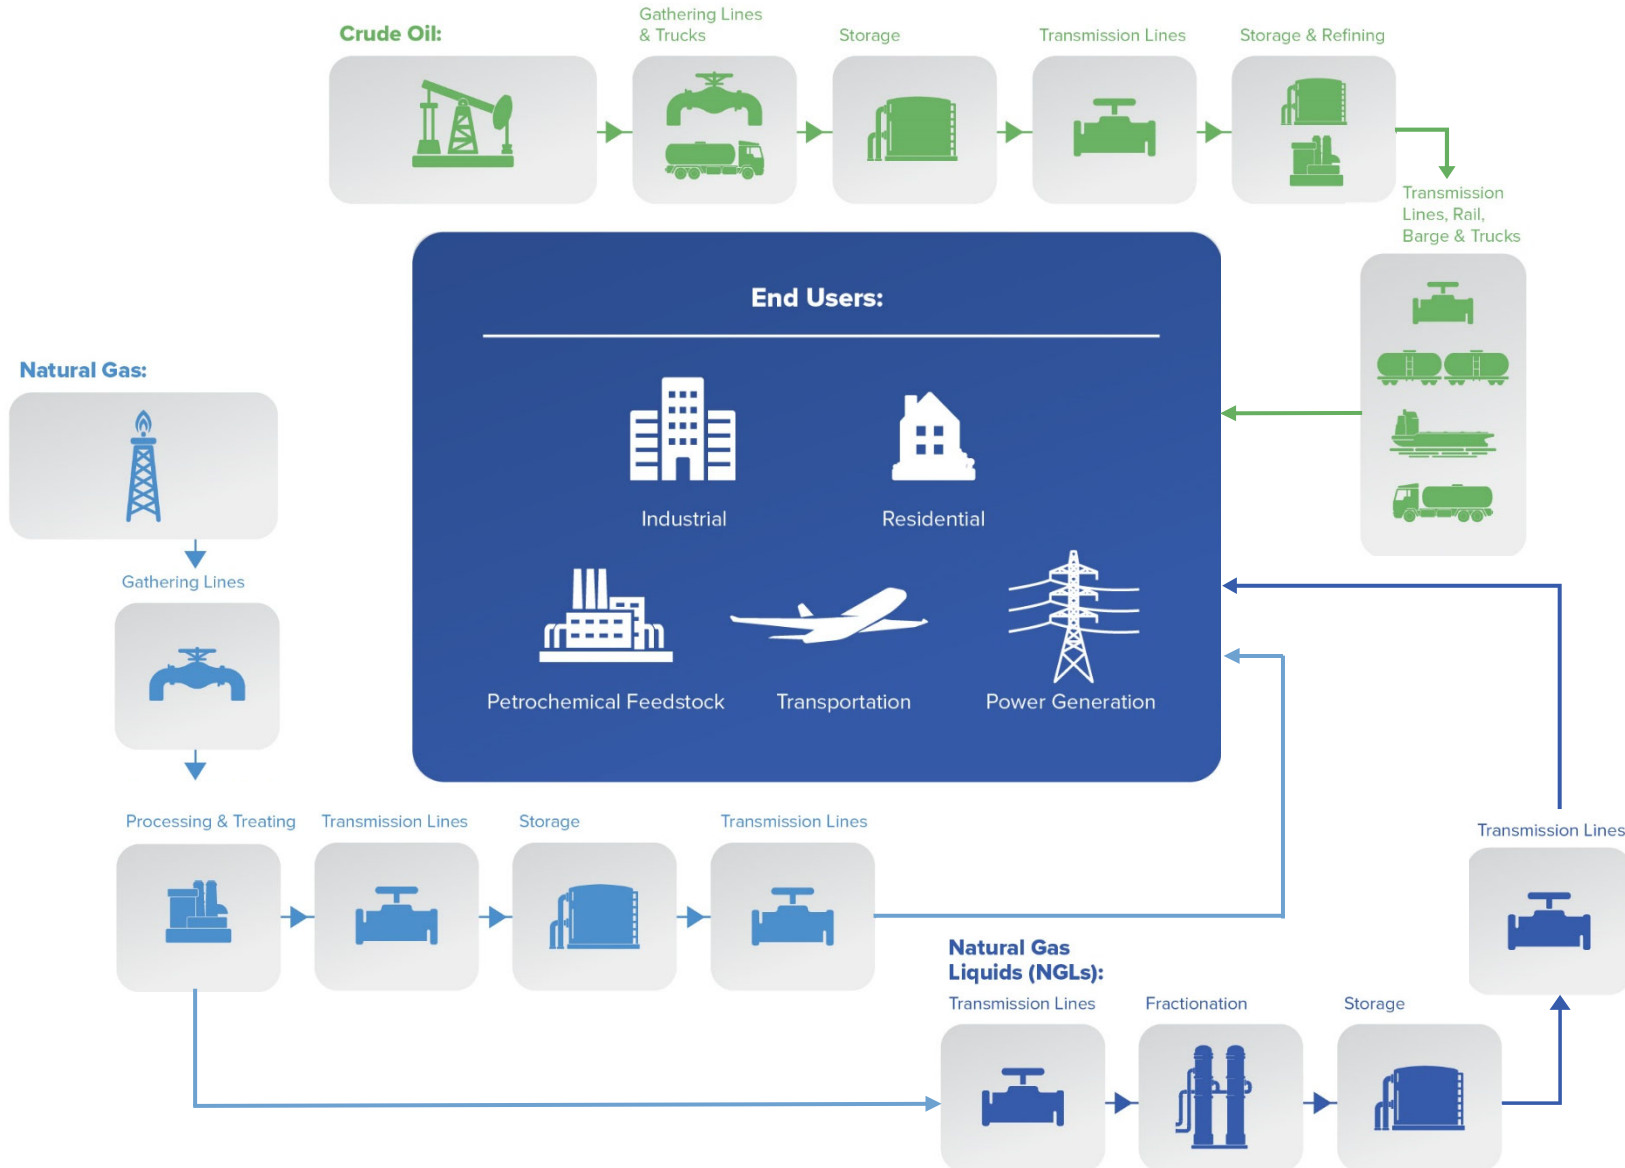 Crude Oil:
Gathering Lines
& Trucks
Storage
Transmission Lines
Storage & Refining
Transmission
Lines, Rail,
Barge & Trucks
End Users:
Industrial
Residential
Petrochemical Feedstock
Transportation
Power Generation
Natural Gas:
Gathering Lines
Processing & Treating
Transmission Lines
Storage
Transmission Lines
Natural Gas
Liquids (NGLs):
Transmission Lines
Fractionation
Storage
Transmission Lines